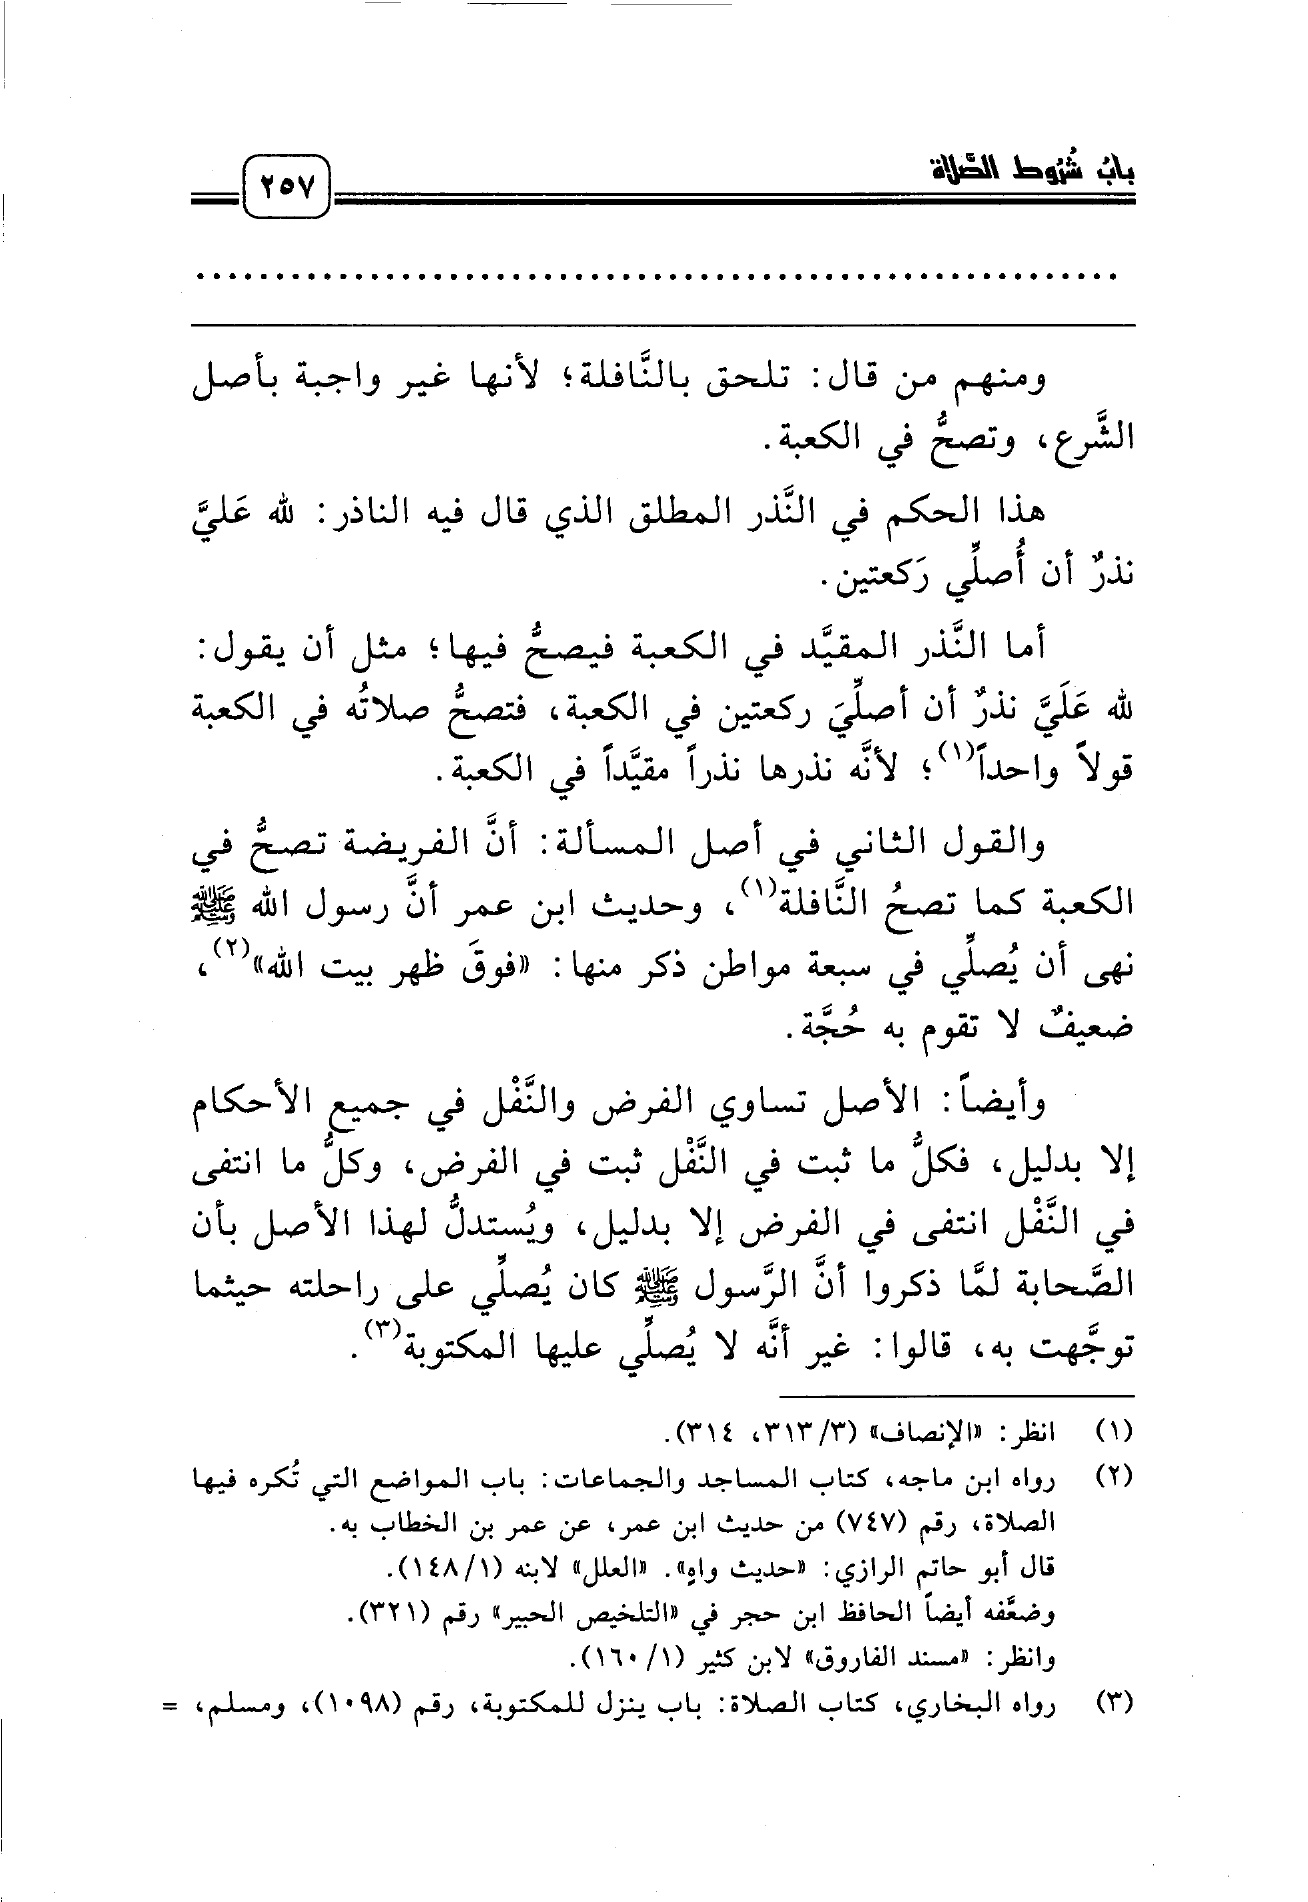 باب شُرُوط الصَّلاة
٢٥٧
ومنهم من قال: تلحق بالنَّافلة؛ لأنها غير واجبة بأصل
الشَّرع، وتصحُّ في الكعبة.
هذا الحكم في النَّذر المطلق الذي قال فيه الناذر: لله عَليَّ
نذرٌ أن أُصلِّي رَكعتين.
أما النَّذر المقيَّد في الكعبة فيصحُّ فيها؛ مثل أن يقول:
لله عَلَيَّ نذرٌ أن أصلِّيَ ركعتين في الكعبة، فتصحُّ صلاتُه في الكعبة
قولاً واحداً(١)؛ لأنَّه نذرها نذراً مقيَّداً في الكعبة.
والقول الثاني في أصل المسألة: أنَّ الفريضة تصحُّ في
الكعبة كما تصحُ النَّافلة(١)، وحديث ابن عمر أنَّ رسول الله ﷺ
نهى أن يُصلِّي في سبعة مواطن ذكر منها: «فوقَ ظهر بيت الله»(٢)،
ضعيفٌ لا تقوم به حُجَّة.
وأيضاً: الأصل تساوي الفرض والنَّفْل في جميع الأحكام
إلا بدليل، فكلُّ ما ثبت في النَّفْل ثبت في الفرض، وكلُّ ما انتفى
في النَّفْل انتفى في الفرض إلا بدليل، ويُستدلُّ لهذا الأصل بأن
الصَّحابة لمَّا ذكروا أنَّ الرَّسول ﷺ كان يُصلِّي على راحلته حيثما
توجَّهت به، قالوا: غير أنَّه لا يُصلِّي عليها المكتوبة(٣).
(١) انظر: «الإنصاف» (٣/ ٣١٣، ٣١٤).
(٢) رواه ابن ماجه، كتاب المساجد والجماعات: باب المواضع التي تُكره فيها
الصلاة، رقم (٧٤٧) من حديث ابن عمر، عن عمر بن الخطاب به.
قال أبو حاتم الرازي: «حديث واهٍ». «العلل» لابنه (١/ ١٤٨).
وضعَّفه أيضاً الحافظ ابن حجر في «التلخيص الحبير» رقم (٣٢١).
وانظر: «مسند الفاروق» لابن كثير (١/ ١٦٠).
(٣) رواه البخاري، كتاب الصلاة: باب ينزل للمكتوبة، رقم (١٠٩٨)، ومسلم، =